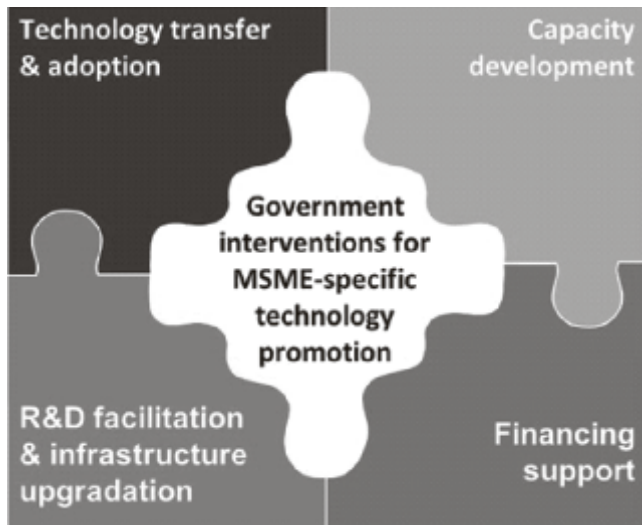 Technology transfer
& adoption
Capacity
development
Government
interventions for
MSME-specific
technology
promotion
R&D facilitation
& infrastructure
upgradation
Financing
support